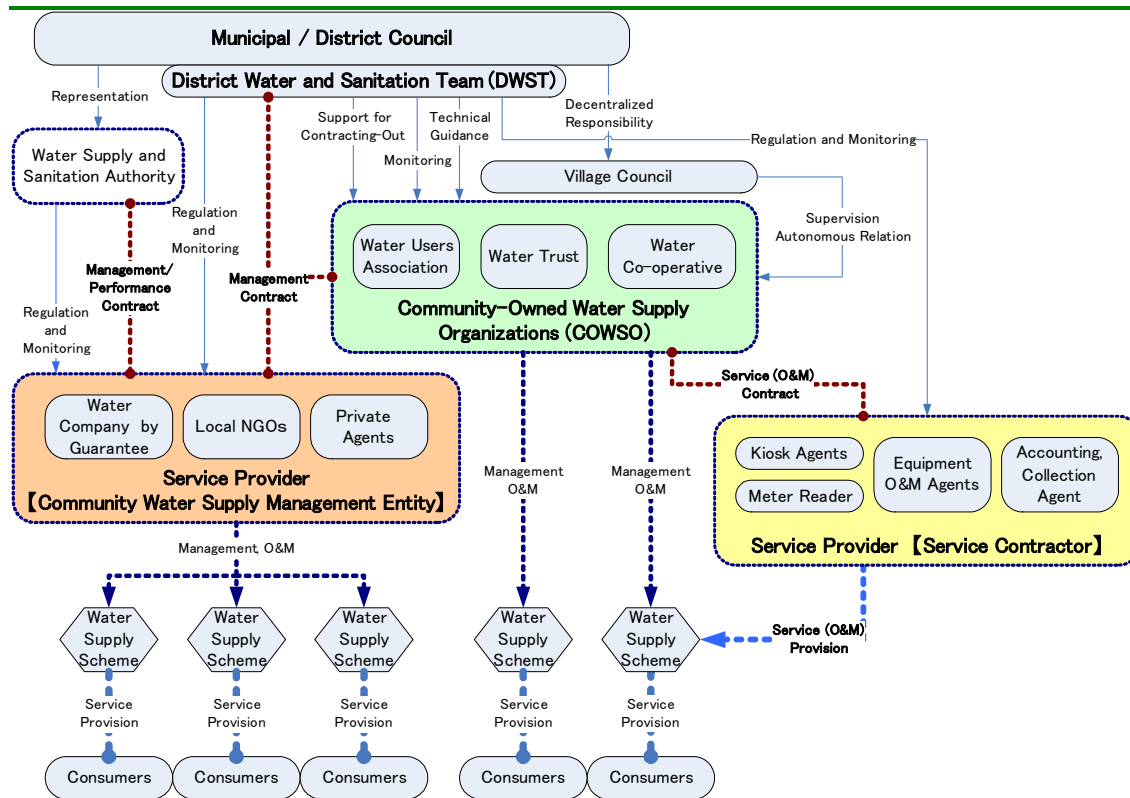 Municipal / District Council
District Water and Sanitation Team (DWST)
Representation
Support for
Contracting-Out
Technical
Guidance
Monitoring
Decentralized
Responsibility
Regulation and Monitoring
Water Supply and
Sanitation Authority
Village Council
Regulation
and
Monitoring
Supervision
Autonomous Relation
Water Users
Association
Water Trust
Water
Co-operative
Management/
Performance
Contract
Management
Contract
Community-Owned Water Supply
Organizations (COWSO)
Regulation
and
Monitoring
Service (O&M)
Contract
Water
Company by
Guarantee
Local NGOs
Private
Agents
Service Provider
【Community Water Supply Management Entity】
Management
O&M
Management
O&M
Kiosk Agents
Meter Reader
Equipment
O&M Agents
Accounting,
Collection
Agent
Service Provider 【Service Contractor】
Management, O&M
Water
Supply
Scheme
Water
Supply
Scheme
Water
Supply
Scheme
Water
Supply
Scheme
Water
Supply
Scheme
Service (O&M)
Provision
Service
Provision
Service
Provision
Service
Provision
Service
Provision
Service
Provision
Consumers
Consumers
Consumers
Consumers
Consumers